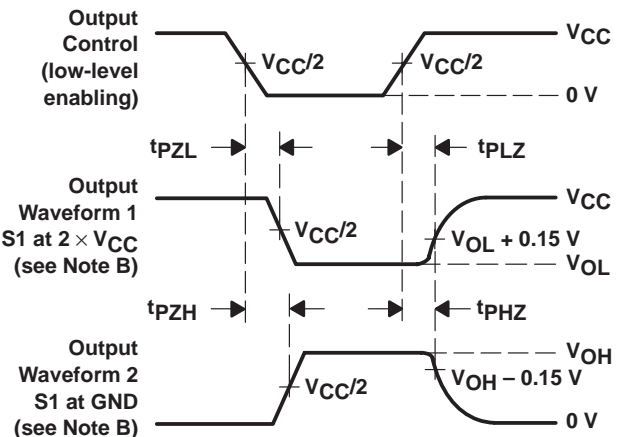 Output
Control
(low-level
enabling)
VCC/2
VCC/2
VCC
0 V
tPZL
tPLZ
Output
Waveform 1
S1 at 2 × VCC
(see Note B)
VCC/2
VCC
VOL + 0.15 V
VOL
tPZH
tPHZ
Output
Waveform 2
S1 at GND
(see Note B)
VCC/2
VOH
VOH – 0.15 V
0 V